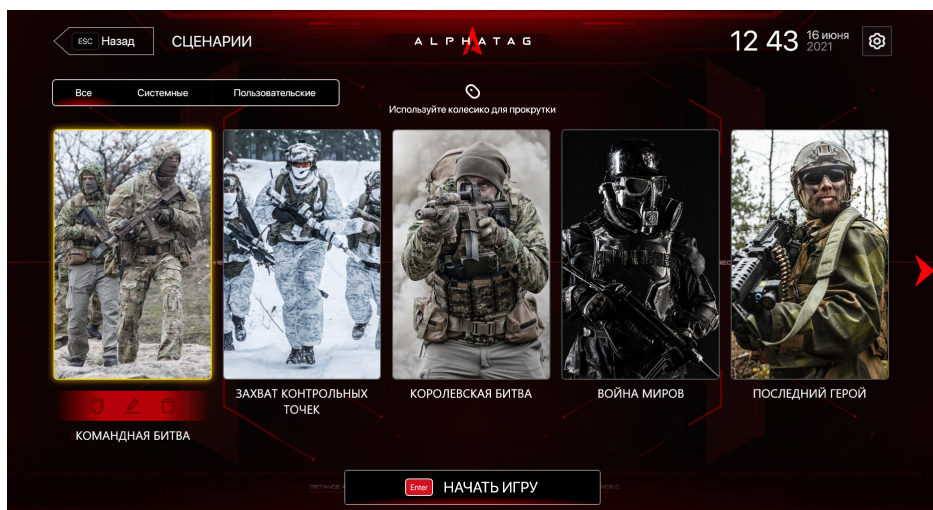 ESC Назад
СЦЕНАРИИ
ALPHATAG
12 43
16 июня
2021
Все
Системные
Пользовательские
Используйте колесико для прокрутки
ЗАХВАТ КОНТРОЛЬНЫХ
ТОЧЕК
КОРОЛЕВСКАЯ БИТВА
ВОЙНА МИРОВ
ПОСЛЕДНИЙ ГЕРОЙ
КОМАНДНАЯ БИТВА
Enter НАЧАТЬ ИГРУ